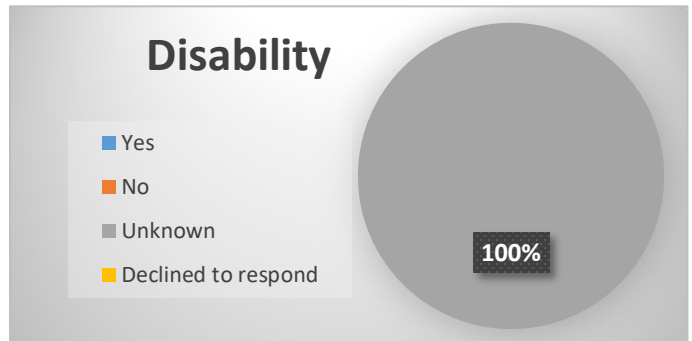 Disability
Yes
No
Unknown
Declined to respond
100%